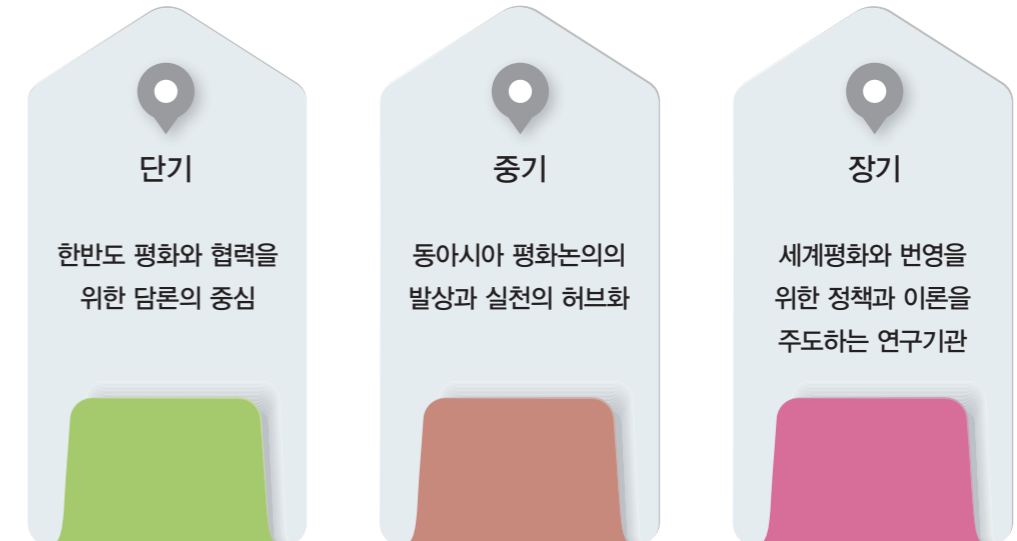 단기
한반도 평화와 협력을
위한 담론의 중심
중기
동아시아 평화논의의
발상과 실천의 허브화
장기
세계평화와 번영을
위한 정책과 이론을
주도하는 연구기관